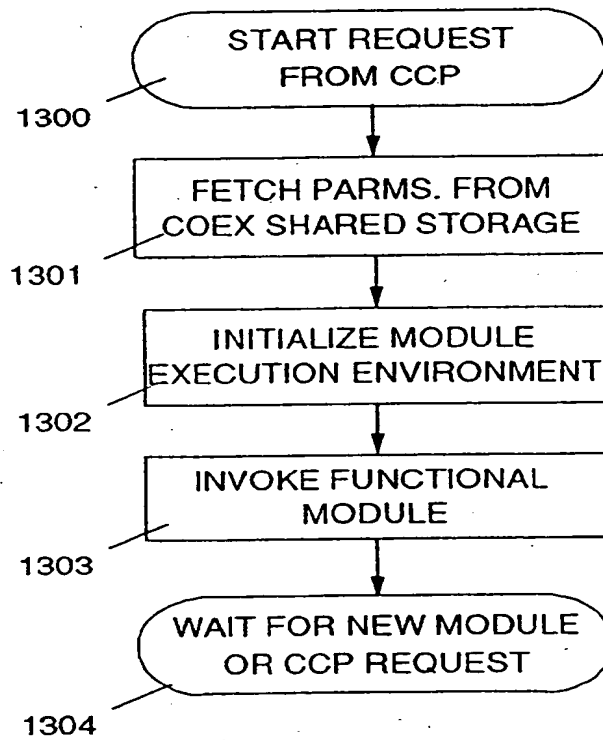 START REQUEST
FROM CCP
1300
FETCH PARMS. FROM
COEX SHARED STORAGE
1301
INITIALIZE MODULE
EXECUTION ENVIRONMENT
1302
INVOKE FUNCTIONAL
MODULE
1303
WAIT FOR NEW MODULE
OR CCP REQUEST
1304